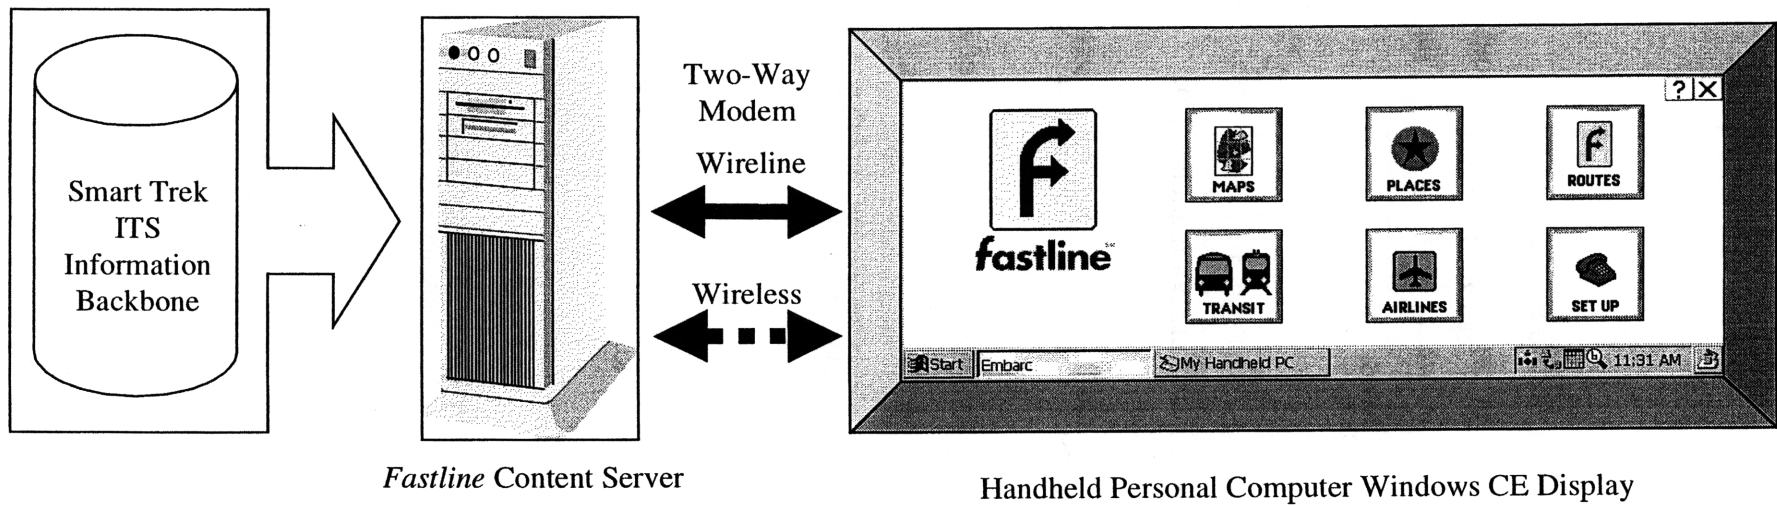 Smart Trek
ITS
Information
Backbone
Two-Way
Modem
Wireline
Wireless
? X
fastline
MAPS
PLACES
ROUTES
TRANSIT
AIRLINES
SET UP
Start
Embarc
My Handheld PC
11:31 AM
Fastline Content Server
Handheld Personal Computer Windows CE Display